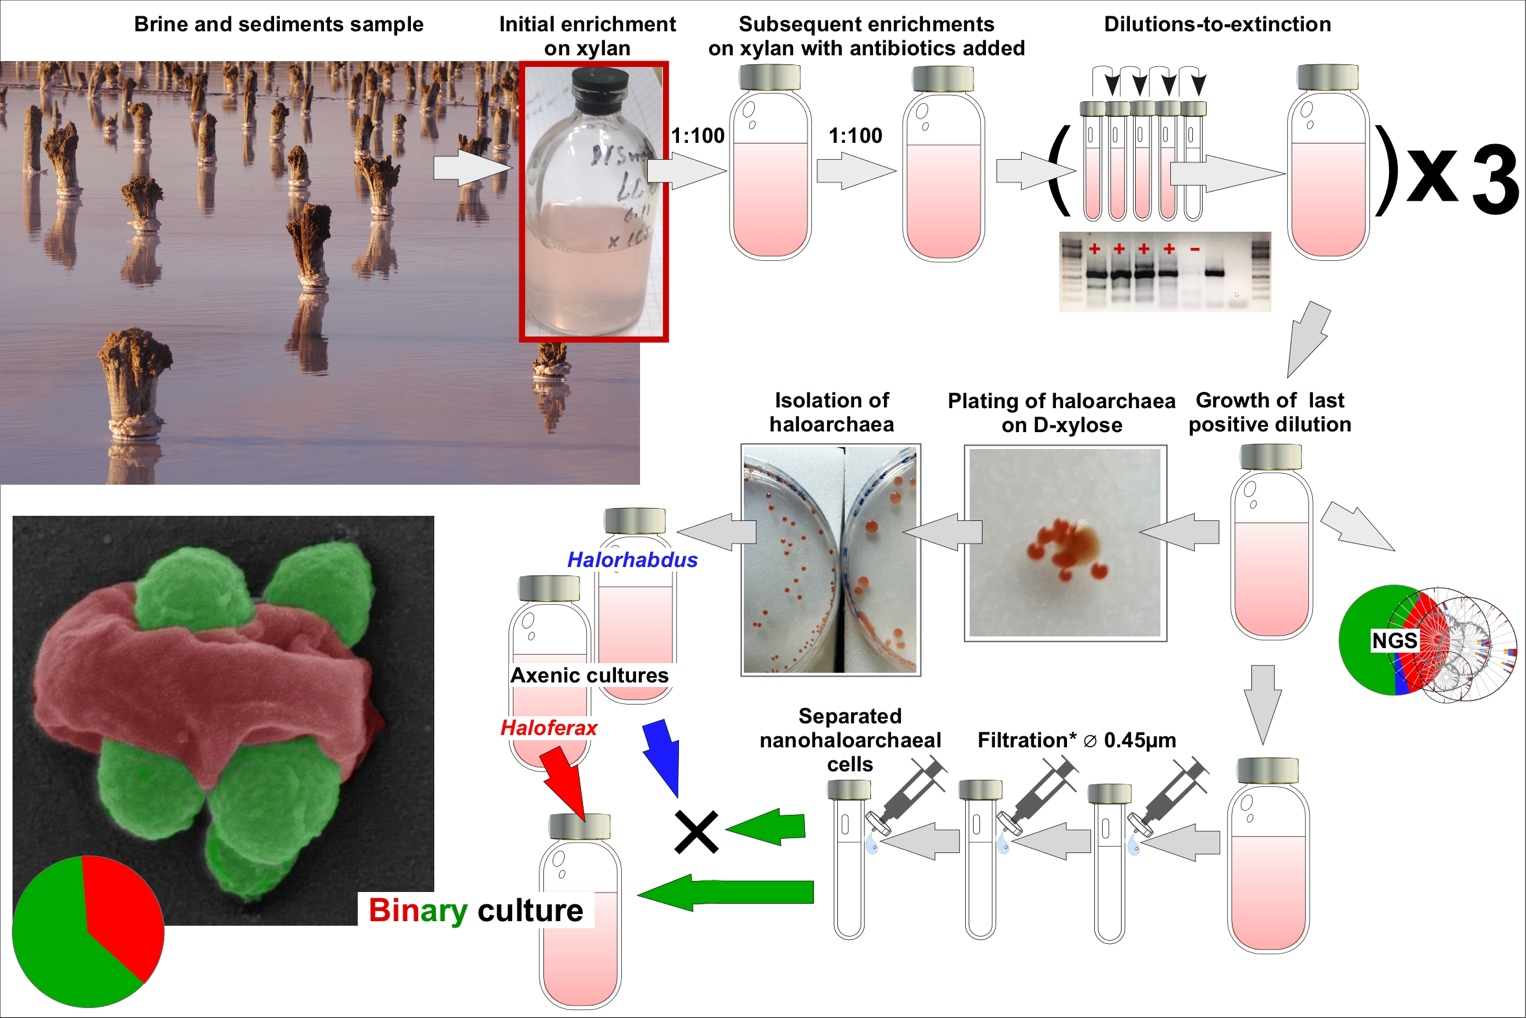 Brine and sediments sample
Initial enrichment
on xylan
Subsequent enrichments
on xylan with antibiotics added
Dilutions-to-extinction
1:100
1:100
( ) x 3
+ + + + -
Isolation of
haloarchaea
Plating of haloarchaea
on D-xylose
Growth of last
positive dilution
Halorhabdus
Axenic cultures
Haloferax
NGS
Separated
nanohaloarchaeal
cells
Filtration* ∅ 0.45µm
Binary culture